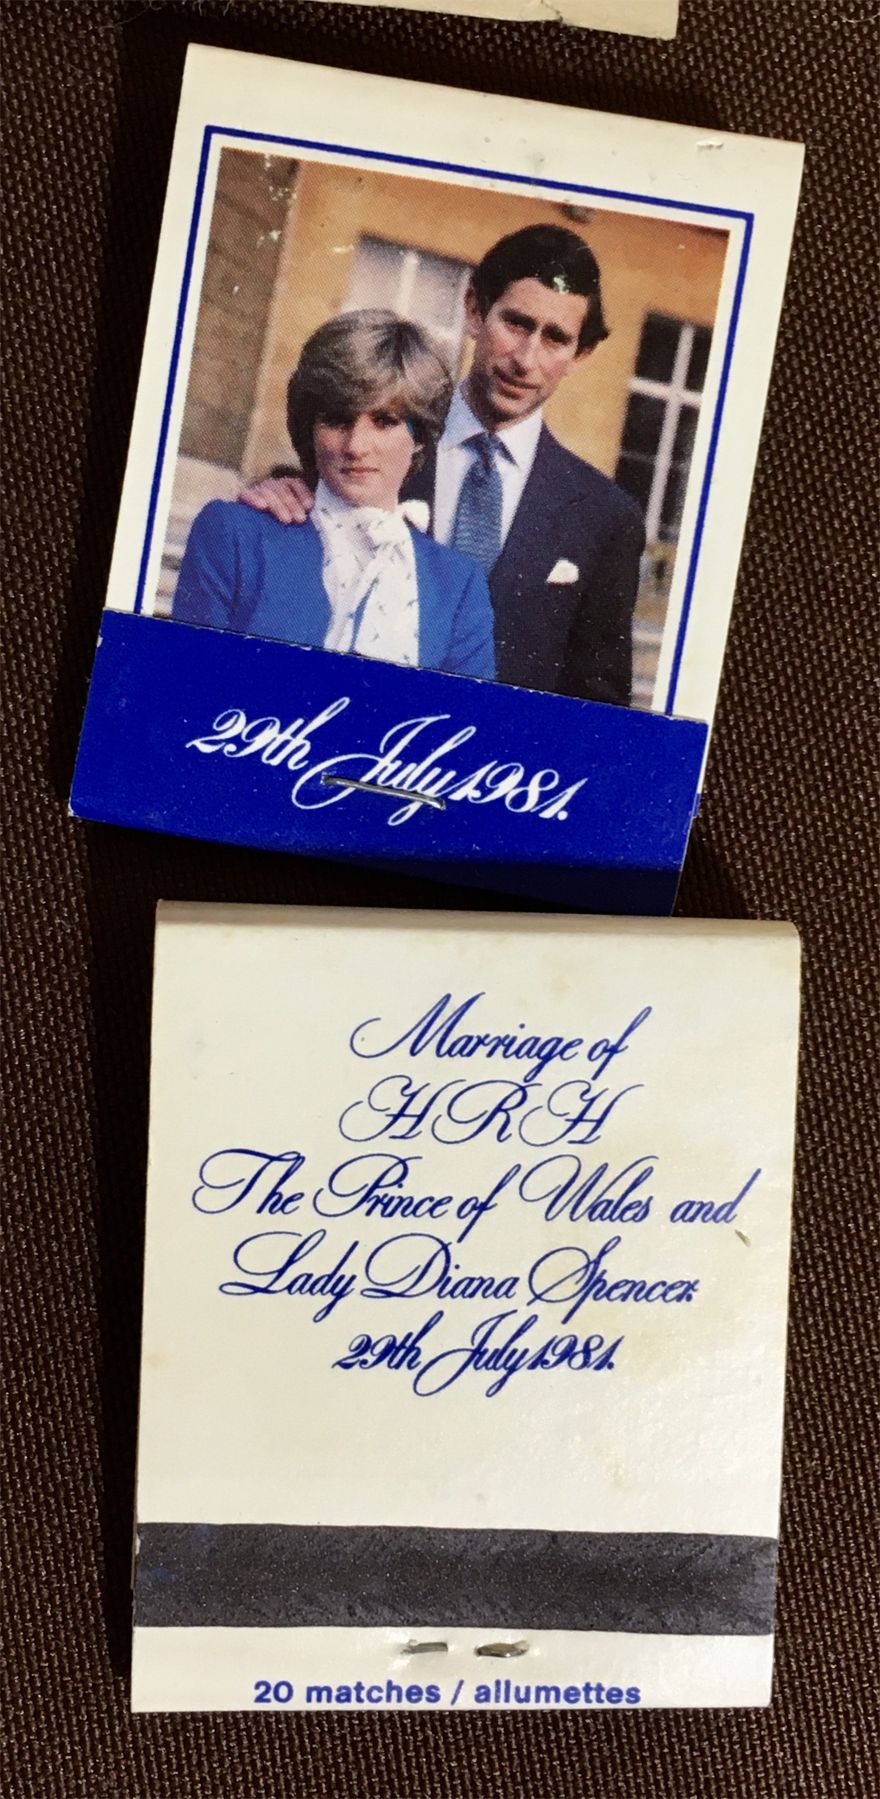 29th July 1981.
Marriage of
HRH
The Prince of Wales and
Lady Diana Spencer.
29th July 1981.
20 matches / allumettes